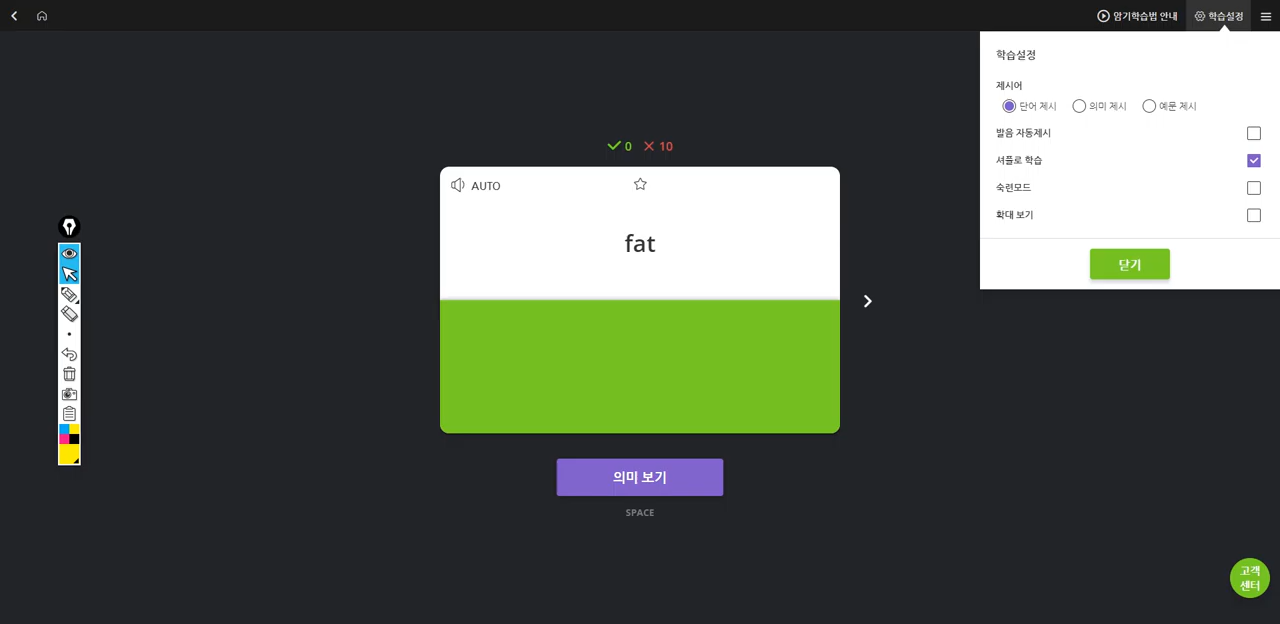 암기학습법 안내
학습설정
학습설정
제시어
단어 제시
의미 제시
예문 제시
발음 자동제시
셔플로 학습
숙련모드
확대 보기
닫기
0
10
AUTO
fat
의미 보기
SPACE
고객
센터